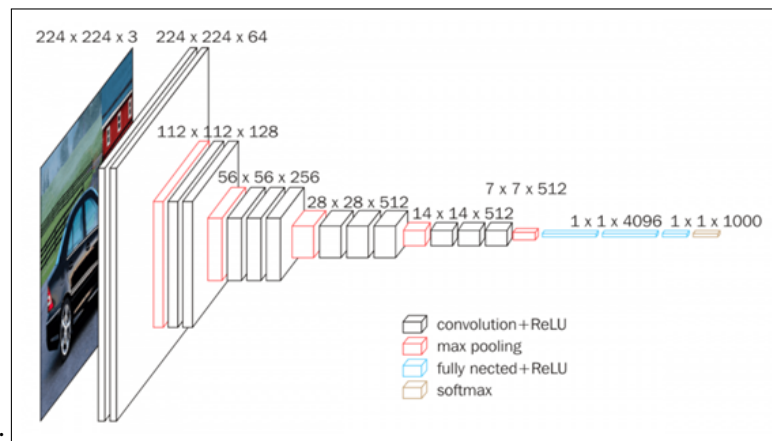 224 x 224 x 3 224 x 224 x 64
112 x 112 x 128
56 x 56 x 256
28 x 28 x 512
14 x 14 x 512
7 x 7 x 512
1 x 1 x 4096 1 x 1 x 1000
convolution+ReLU
max pooling
fully nected+ReLU
softmax